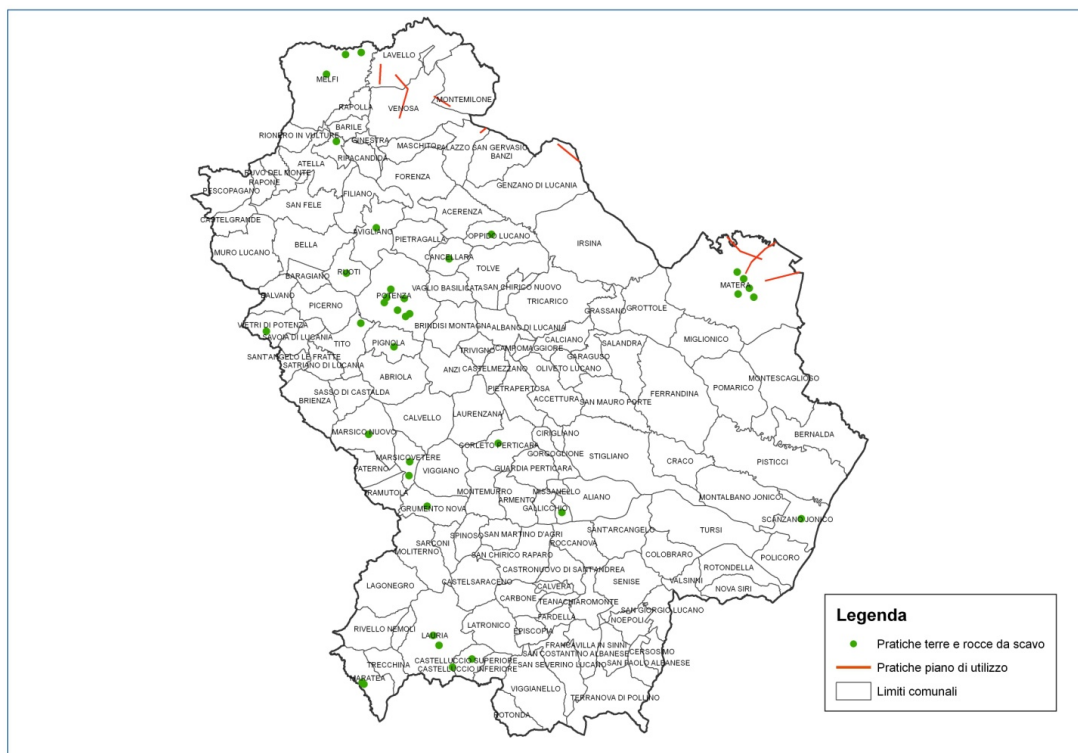 LAVELLO
MELFI
MONTEMILONE
RAPOLLA
VENOSA
BARILE
RIONERO IN VULTURE
GINESTRA
MASCHITO
PALAZZO SAN GERVASIO
BANZI
RIPACANDIDA
ATELLA
RUVO DEL MONTE
RAPONE
FORENZA
PESCOPAGANO
FILIANO
GENZANO DI LUCANIA
SAN FELE
CASTELGRANDE
ACERENZA
AVIGLIANO
OPPIDO LUCANO
PIETRAGALLA
BELLA
IRSINA
MURO LUCANO
CANCELLARA
TOLVE
RUOTI
BARAGIANO
MATERA
VAGLIO BASILICATA
SAN CHIRICO NUOVO
BALVANO
POTENZA
PICERNO
TRICARICO
GRASSANO
GROTTOLE
VIETRI DI POTENZA
BRINDISI MONTAGNA
ALBANO DI LUCANIA
SAVOIA DI LUCANIA
TITO
PIGNOLA
CALCIANO
SALANDRA
MIGLIONICO
TRIVIGNO
CAMPOMAGGIORE
GARAGUSO
SANT'ANGELO LE FRATTE
SATRIANO DI LUCANIA
ANZI
CASTELMEZZANO
OLIVETO LUCANO
ABRIOLA
MONTESCAGLIOSO
PIETRAPERTOSA
POMARICO
SASSO DI CASTALDA
BRIENZA
ACCETTURA
SAN MAURO FORTE
FERRANDINA
CALVELLO
LAURENZANA
MARSICO NUOVO
CIRIGLIANO
BERNALDA
CORLETO PERTICARA
GORGOGLIONE
STIGLIANO
MARSICOVETERE
CRACO
PISTICCI
PATERNO
VIGGIANO
GUARDIA PERTICARA
TRAMUTOLA
MONTEMURRO
MISSANELLO
ALIANO
MONTALBANO JONICO
ARMENTO
GRUMENTO NOVA
GALLICCHIO
SCANZANO JONICO
SANT'ARCANGELO
TURSI
SPINOSO
SAN MARTINO D'AGRI
SARCONI
ROCCANOVA
MOLITERNO
SAN CHIRICO RAPARO
COLOBRARO
POLICORO
CASTRONUOVO DI SANT'ANDREA
ROTONDELLA
LAGONEGRO
CASTELSARACENO
CALVERA
SENISE
VALSINNI
NOVA SIRI
CARBONE
TEANA
CHIAROMONTE
SAN GIORGIO LUCANO
FARDELLA
NOEPOLI
RIVELLO
NEMOLI
LAURIA
LATRONICO
EPISCOPIA
FRANCAVILLA IN SINNI
SAN COSTANTINO ALBANESE
CERSOSIMO
TRECCHINA
CASTELLUCCIO SUPERIORE
CASTELLUCCIO INFERIORE
SAN SEVERINO LUCANO
SAN PAOLO ALBANESE
MARATEA
VIGGIANELLO
TERRANOVA DI POLLINO
ROTONDA
Legenda
Pratiche terre e rocce da scavo
Pratiche piano di utilizzo
Limiti comunali